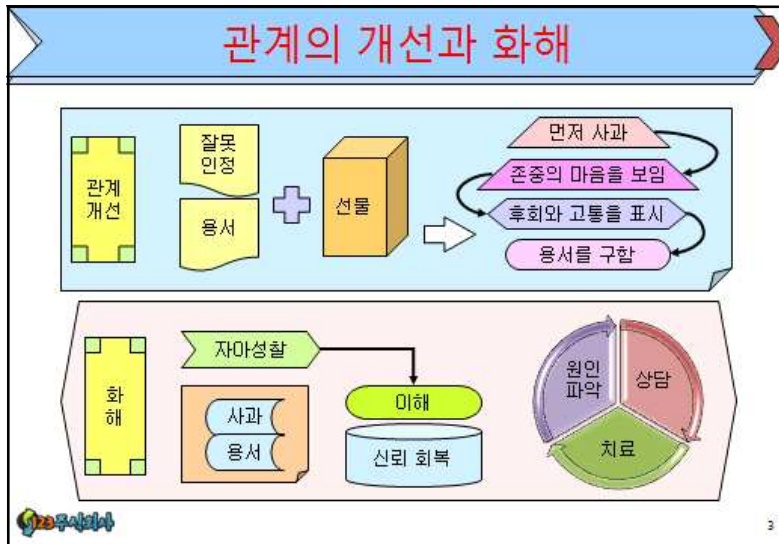 관계의 개선과 화해
관계
개선
잘못
인정
용서
선물
먼저 사과
존중의 마음을 보임
후회와 고통을 표시
용서를 구함
화
해
자아성찰
사과
용서
이해
신뢰 회복
원인
파악
상담
치료
123주식회사
3